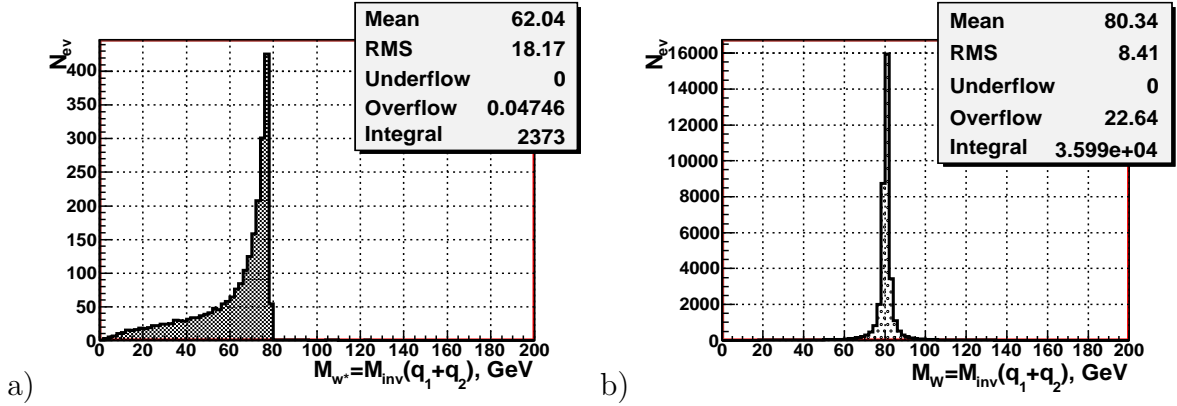 Mean 62.04
RMS 18.17
Underflow 0
Overflow 0.04746
Integral 2373
N_ev
400
350
300
250
200
150
100
50
0
0 20 40 60 80 100 120 140 160 180 200
M_W*=M_inv(q_1+q_2), GeV
a)
Mean 80.34
RMS 8.41
Underflow 0
Overflow 22.64
Integral 3.599e+04
N_ev
16000
14000
12000
10000
8000
6000
4000
2000
0
0 20 40 60 80 100 120 140 160 180 200
M_W=M_inv(q_1+q_2), GeV
b)